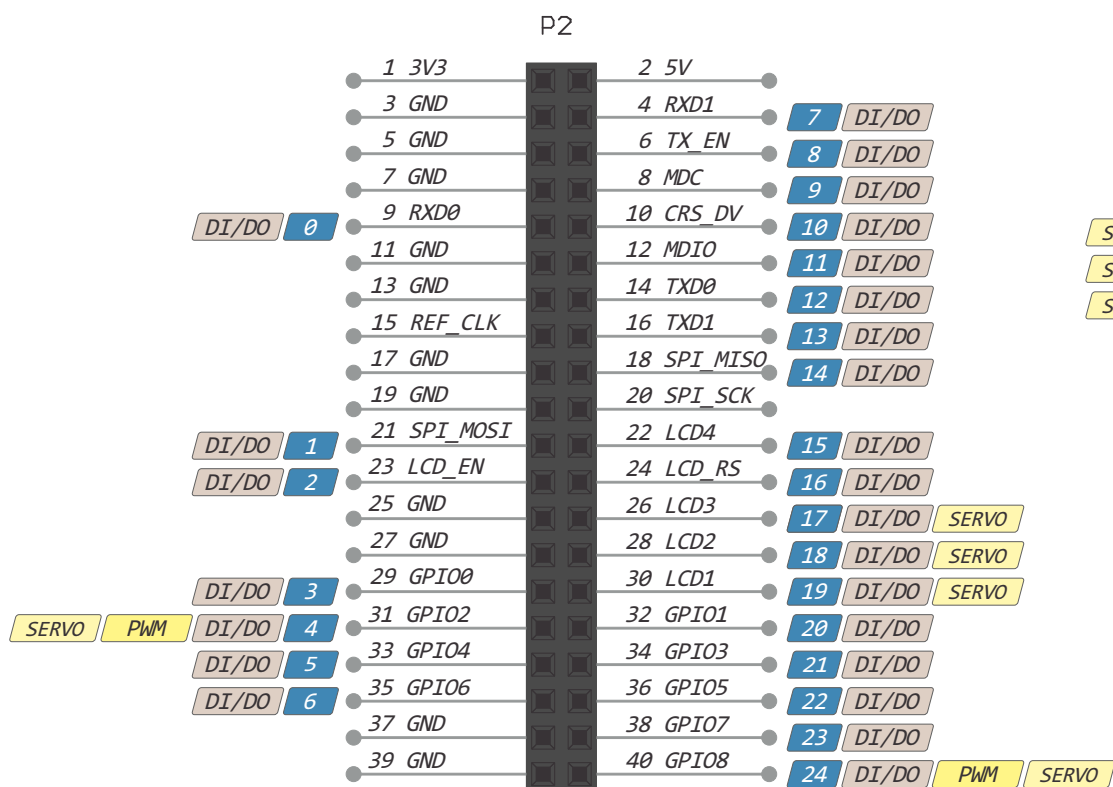 P2
1 3V3 2 5V
3 GND 4 RXD1 7 DI/DO
5 GND 6 TX_EN 8 DI/DO
7 GND 8 MDC 9 DI/DO
DI/DO 0 9 RXD0 10 CRS_DV 10 DI/DO S
11 GND 12 MDIO 11 DI/DO S
13 GND 14 TXD0 12 DI/DO S
15 REF_CLK 16 TXD1 13 DI/DO
17 GND 18 SPI_MISO 14 DI/DO
19 GND 20 SPI_SCK
DI/DO 1 21 SPI_MOSI 22 LCD4 15 DI/DO
DI/DO 2 23 LCD_EN 24 LCD_RS 16 DI/DO
25 GND 26 LCD3 17 DI/DO SERVO
27 GND 28 LCD2 18 DI/DO SERVO
DI/DO 3 29 GPIO0 30 LCD1 19 DI/DO SERVO
SERVO PWM DI/DO 4 31 GPIO2 32 GPIO1 20 DI/DO
DI/DO 5 33 GPIO4 34 GPIO3 21 DI/DO
DI/DO 6 35 GPIO6 36 GPIO5 22 DI/DO
37 GND 38 GPIO7 23 DI/DO
39 GND 40 GPIO8 24 DI/DO PWM SERVO